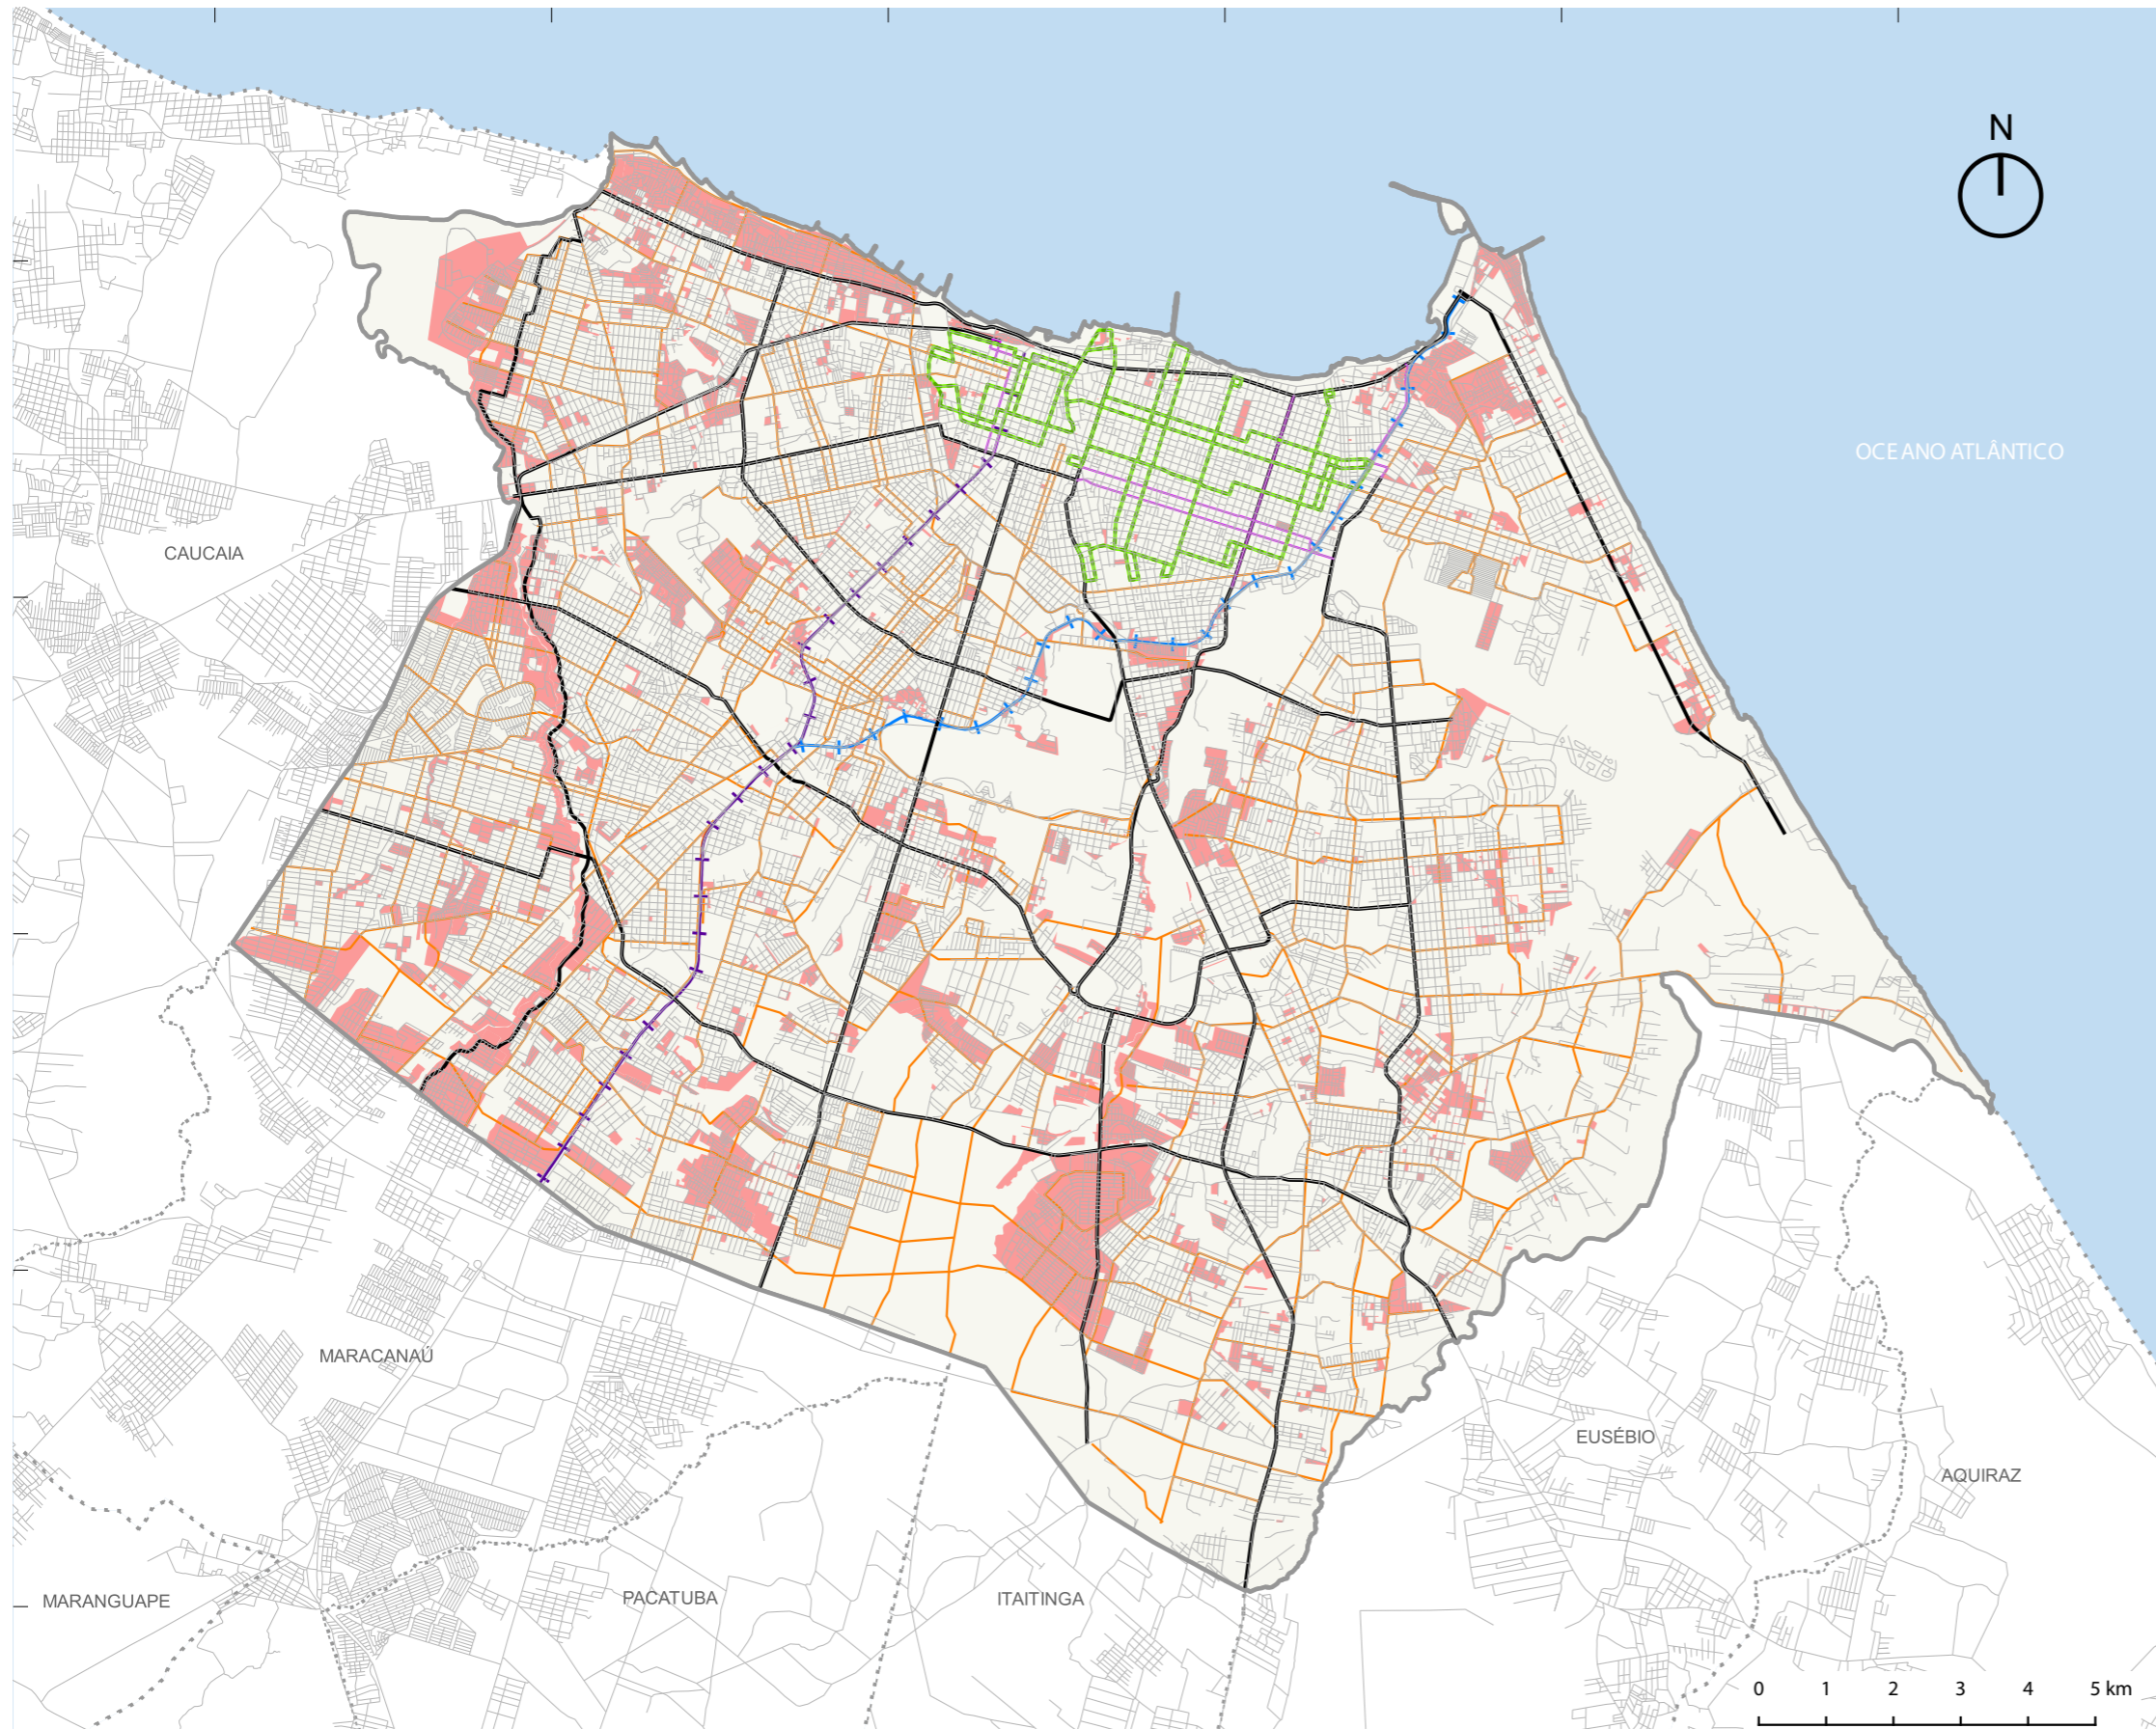 N
OCEANO ATLÂNTICO
CAUCAIA
MARACANAÚ
EUSÉBIO
AQUIRAZ
MARANGUAPE
PACATUBA
ITAITINGA
0 1 2 3 4 5 km